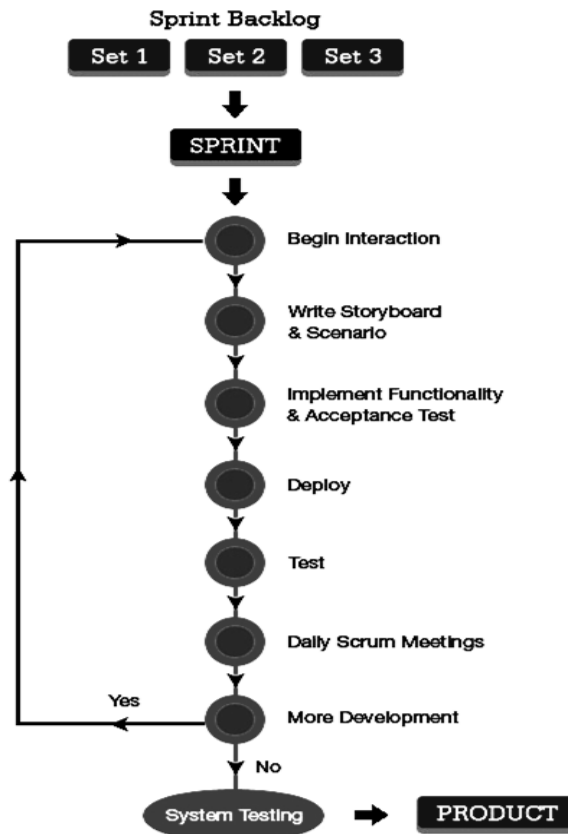 Sprint Backlog
Set 1
Set 2
Set 3
SPRINT
Begin Interaction
Write Storyboard
& Scenario
Implement Functionality
& Acceptance Test
Deploy
Test
Daily Scrum Meetings
Yes
More Development
No
System Testing
PRODUCT